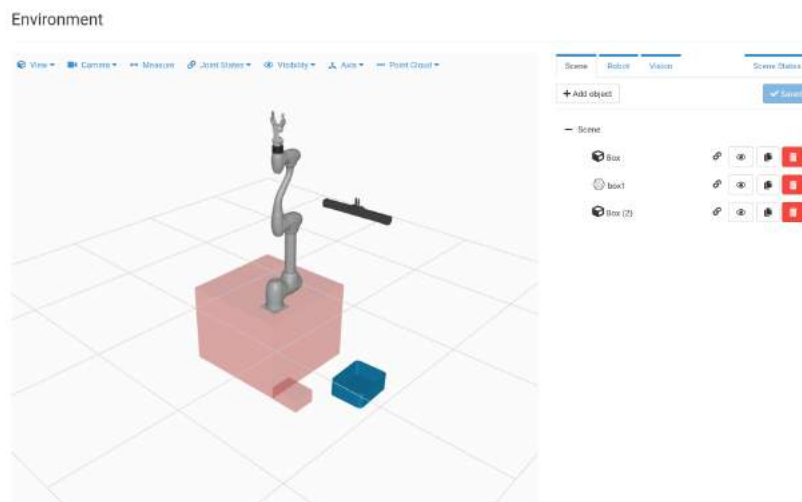 Environment
View Camera Measure Joint States Visibility Axis Point Cloud
Scene Robot Vision Scene States
+ Add object Saved
Scene
Box
box1
Box (2)